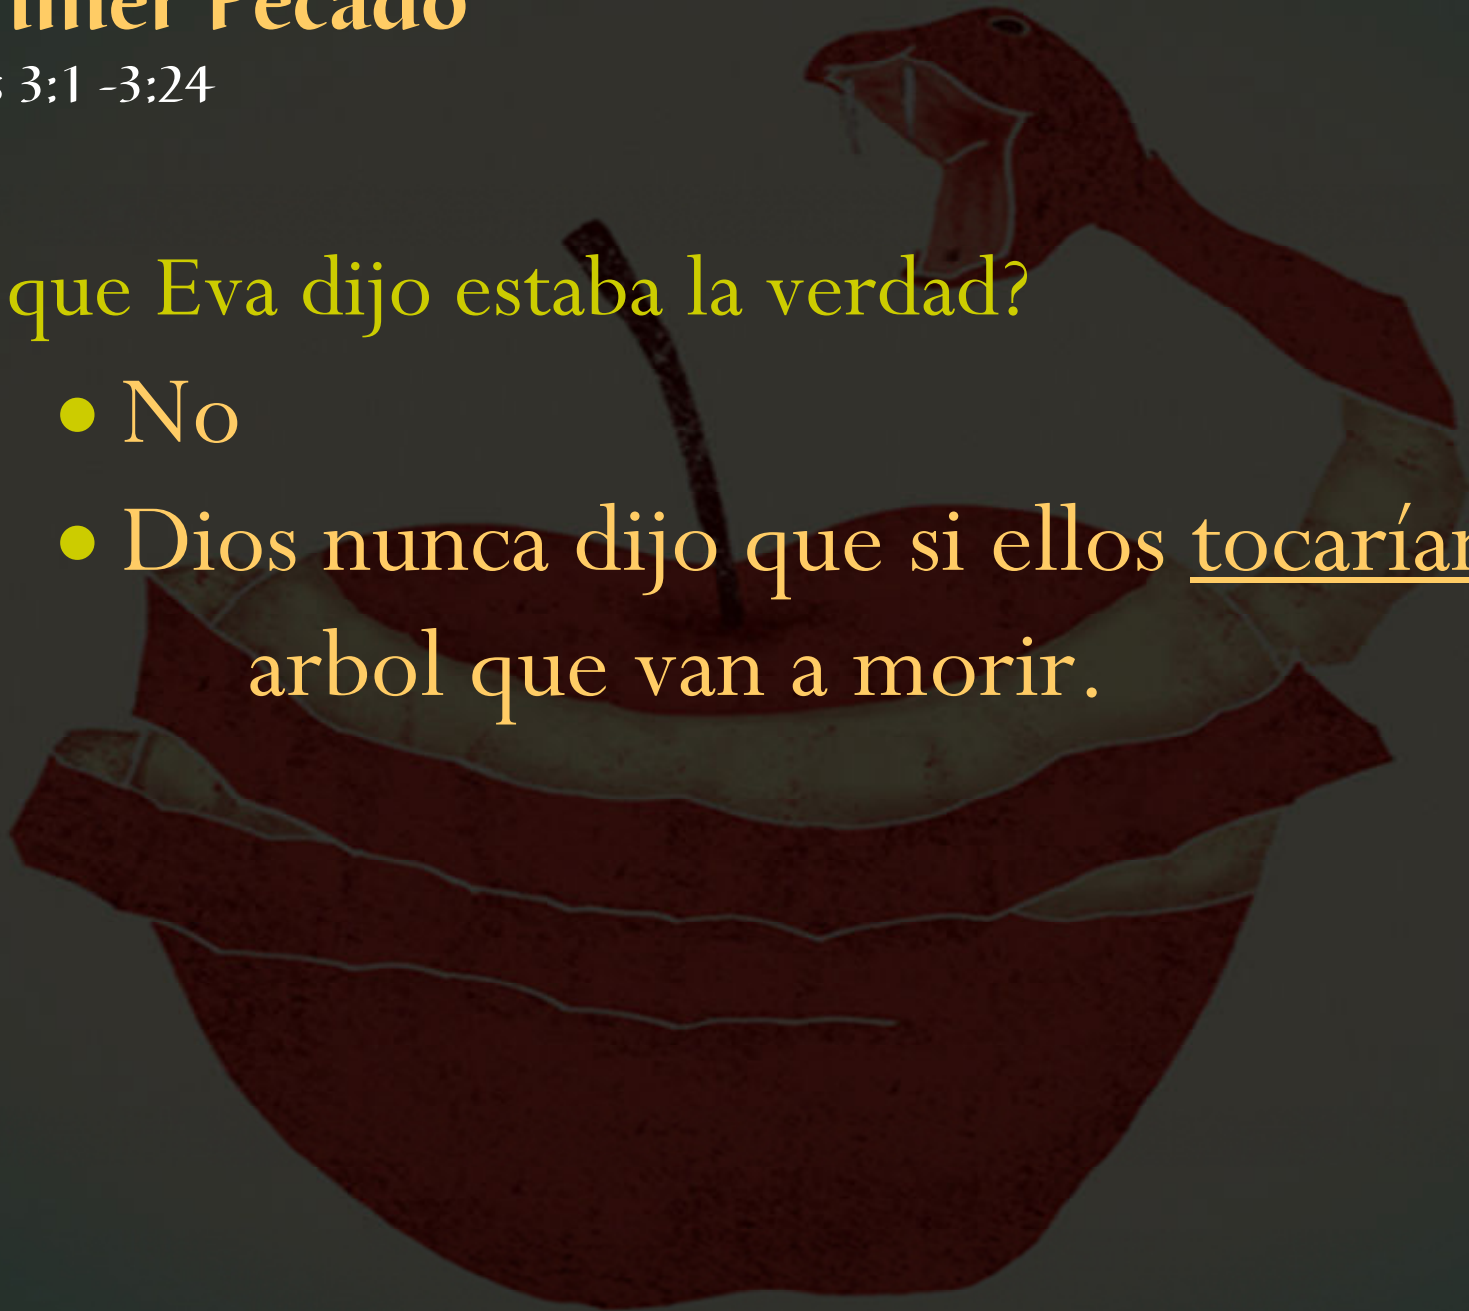 Pecado
3:1 -3:24
que Eva dijo estaba la verdad?
• No
• Dios nunca dijo que si ellos
arbol que van a morir.